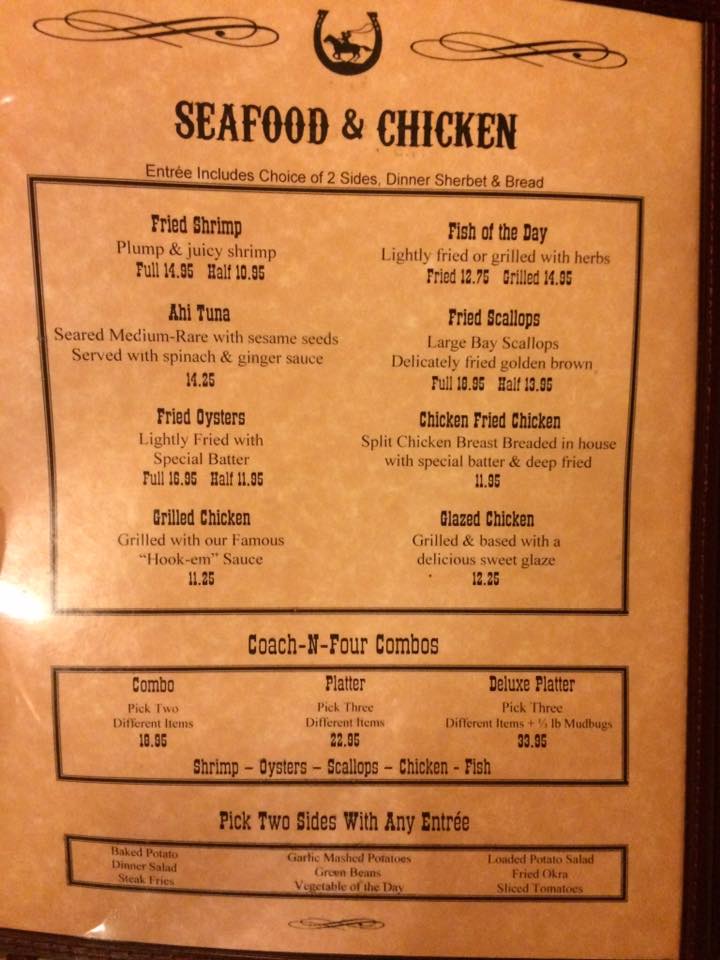 SEAFOOD & CHICKEN
Entrée Includes Choice of 2 Sides, Dinner Sherbet & Bread
Fried Shrimp
Plump & juicy shrimp
Full 14.95 Half 10.95
Ahi Tuna
Seared Medium-Rare with sesame seeds
Served with spinach & ginger sauce
14.25
Fried Oysters
Lightly Fried with
Special Batter
Full 16.95 Half 11.95
Grilled Chicken
Grilled with our Famous
“Hook-em” Sauce
11.25
Fish of the Day
Lightly fried or grilled with herbs
Fried 12.75 Grilled 14.95
Fried Scallops
Large Bay Scallops
Delicately fried golden brown
Full 18.95 Half 13.95
Chicken Fried Chicken
Split Chicken Breast Breaded in house
with special batter & deep fried
11.95
Glazed Chicken
Grilled & based with a
delicious sweet glaze
12.25
Coach-N-Four Combos
Combo
Pick Two
Different Items
18.95
Platter
Pick Three
Different Items
22.95
Deluxe Platter
Pick Three
Different Items + ½ lb Mudbugs
33.95
Shrimp – Oysters – Scallops – Chicken - Fish
Pick Two Sides With Any Entrée
Baked Potato
Dinner Salad
Steak Fries
Garlic Mashed Potatoes
Green Beans
Vegetable of the Day
Loaded Potato Salad
Fried Okra
Sliced Tomatoes